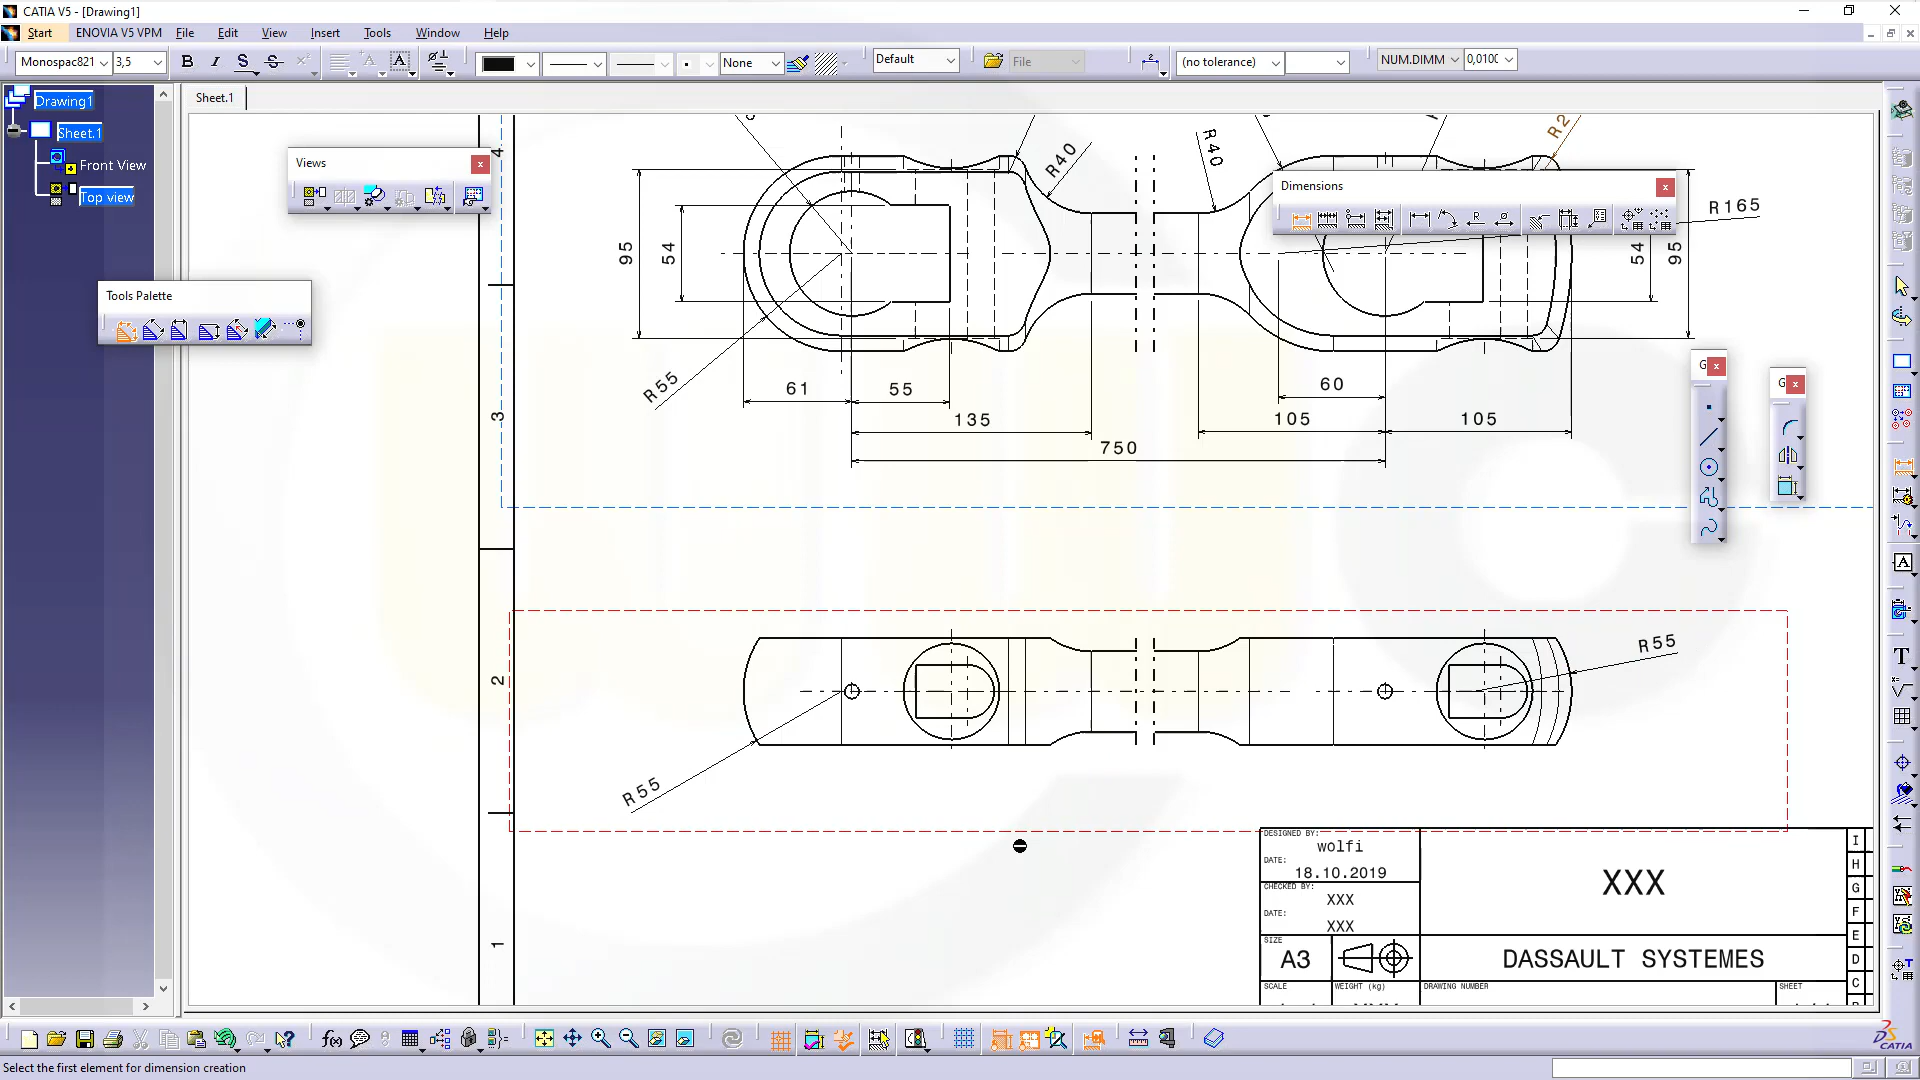 CATIA V5 - [Drawing1]
Start ENOVIA V5 VPM File Edit View Insert Tools Window Help
Monospac821 3,5 None Default File (no tolerance) NUM.DIMM 0,010
Drawing1
Sheet.1
Front View
Top view
Sheet.1
Views
Tools Palette
Dimensions
G
G
4
3
2
1
R40
R40
R2
R165
95
54
54
95
R55
61
55
60
135
105
105
750
R55
R55
DESIGNED BY:
wolfi
DATE:
18.10.2019
CHECKED BY:
XXX
DATE:
XXX
XXX
SIZE
A3
DASSAULT SYSTEMES
SCALE
WEIGHT (kg)
DRAWING NUMBER
SHEET
I
H
G
F
E
D
C
CATIA
Select the first element for dimension creation